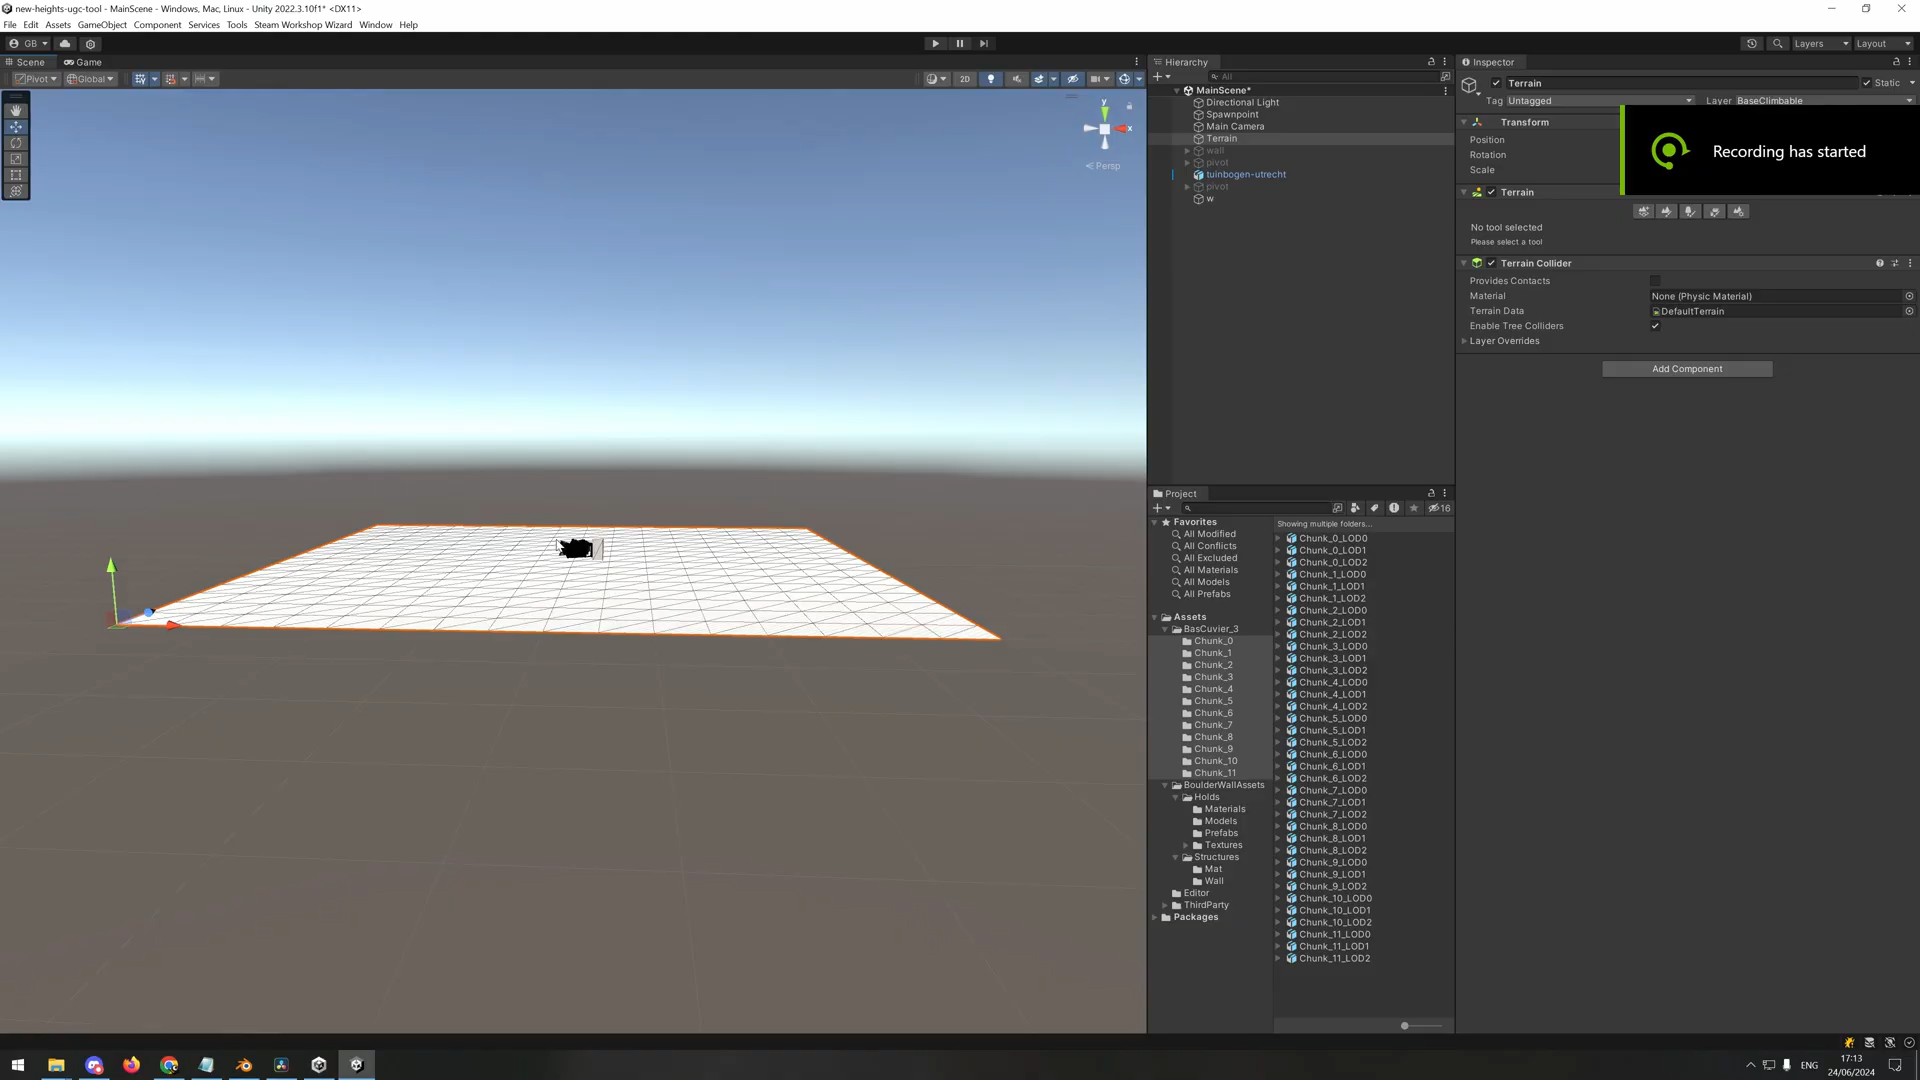 new-heights-ugc-tool - MainScene - Windows, Mac, Linux - Unity 2022.3.10f1* <DX11>
File Edit Assets GameObject Component Services Tools Steam Workshop Wizard Window Help
GB
Layers Layout
Scene Game
Pivot Global
2D
y
x
Persp
Hierarchy
All
MainScene*
Directional Light
Spawnpoint
Main Camera
Terrain
wall
pivot
tuinbogen-utrecht
pivot
w
Project
16
Favorites
All Modified
All Conflicts
All Excluded
All Materials
All Models
All Prefabs
Assets
BasCuvier_3
Chunk_0
Chunk_1
Chunk_2
Chunk_3
Chunk_4
Chunk_5
Chunk_6
Chunk_7
Chunk_8
Chunk_9
Chunk_10
Chunk_11
BoulderWallAssets
Holds
Materials
Models
Prefabs
Textures
Structures
Mat
Wall
Editor
ThirdParty
Packages
Showing multiple folders...
Chunk_0_LOD0
Chunk_0_LOD1
Chunk_0_LOD2
Chunk_1_LOD0
Chunk_1_LOD1
Chunk_1_LOD2
Chunk_2_LOD0
Chunk_2_LOD1
Chunk_2_LOD2
Chunk_3_LOD0
Chunk_3_LOD1
Chunk_3_LOD2
Chunk_4_LOD0
Chunk_4_LOD1
Chunk_4_LOD2
Chunk_5_LOD0
Chunk_5_LOD1
Chunk_5_LOD2
Chunk_6_LOD0
Chunk_6_LOD1
Chunk_6_LOD2
Chunk_7_LOD0
Chunk_7_LOD1
Chunk_7_LOD2
Chunk_8_LOD0
Chunk_8_LOD1
Chunk_8_LOD2
Chunk_9_LOD0
Chunk_9_LOD1
Chunk_9_LOD2
Chunk_10_LOD0
Chunk_10_LOD1
Chunk_10_LOD2
Chunk_11_LOD0
Chunk_11_LOD1
Chunk_11_LOD2
Inspector
Terrain Static
Tag Untagged Layer BaseClimbable
Transform
Position
Rotation
Scale
Recording has started
Terrain
No tool selected
Please select a tool
Terrain Collider
Provides Contacts
Material None (Physic Material)
Terrain Data DefaultTerrain
Enable Tree Colliders
Layer Overrides
Add Component
ENG
17:13
24/06/2024